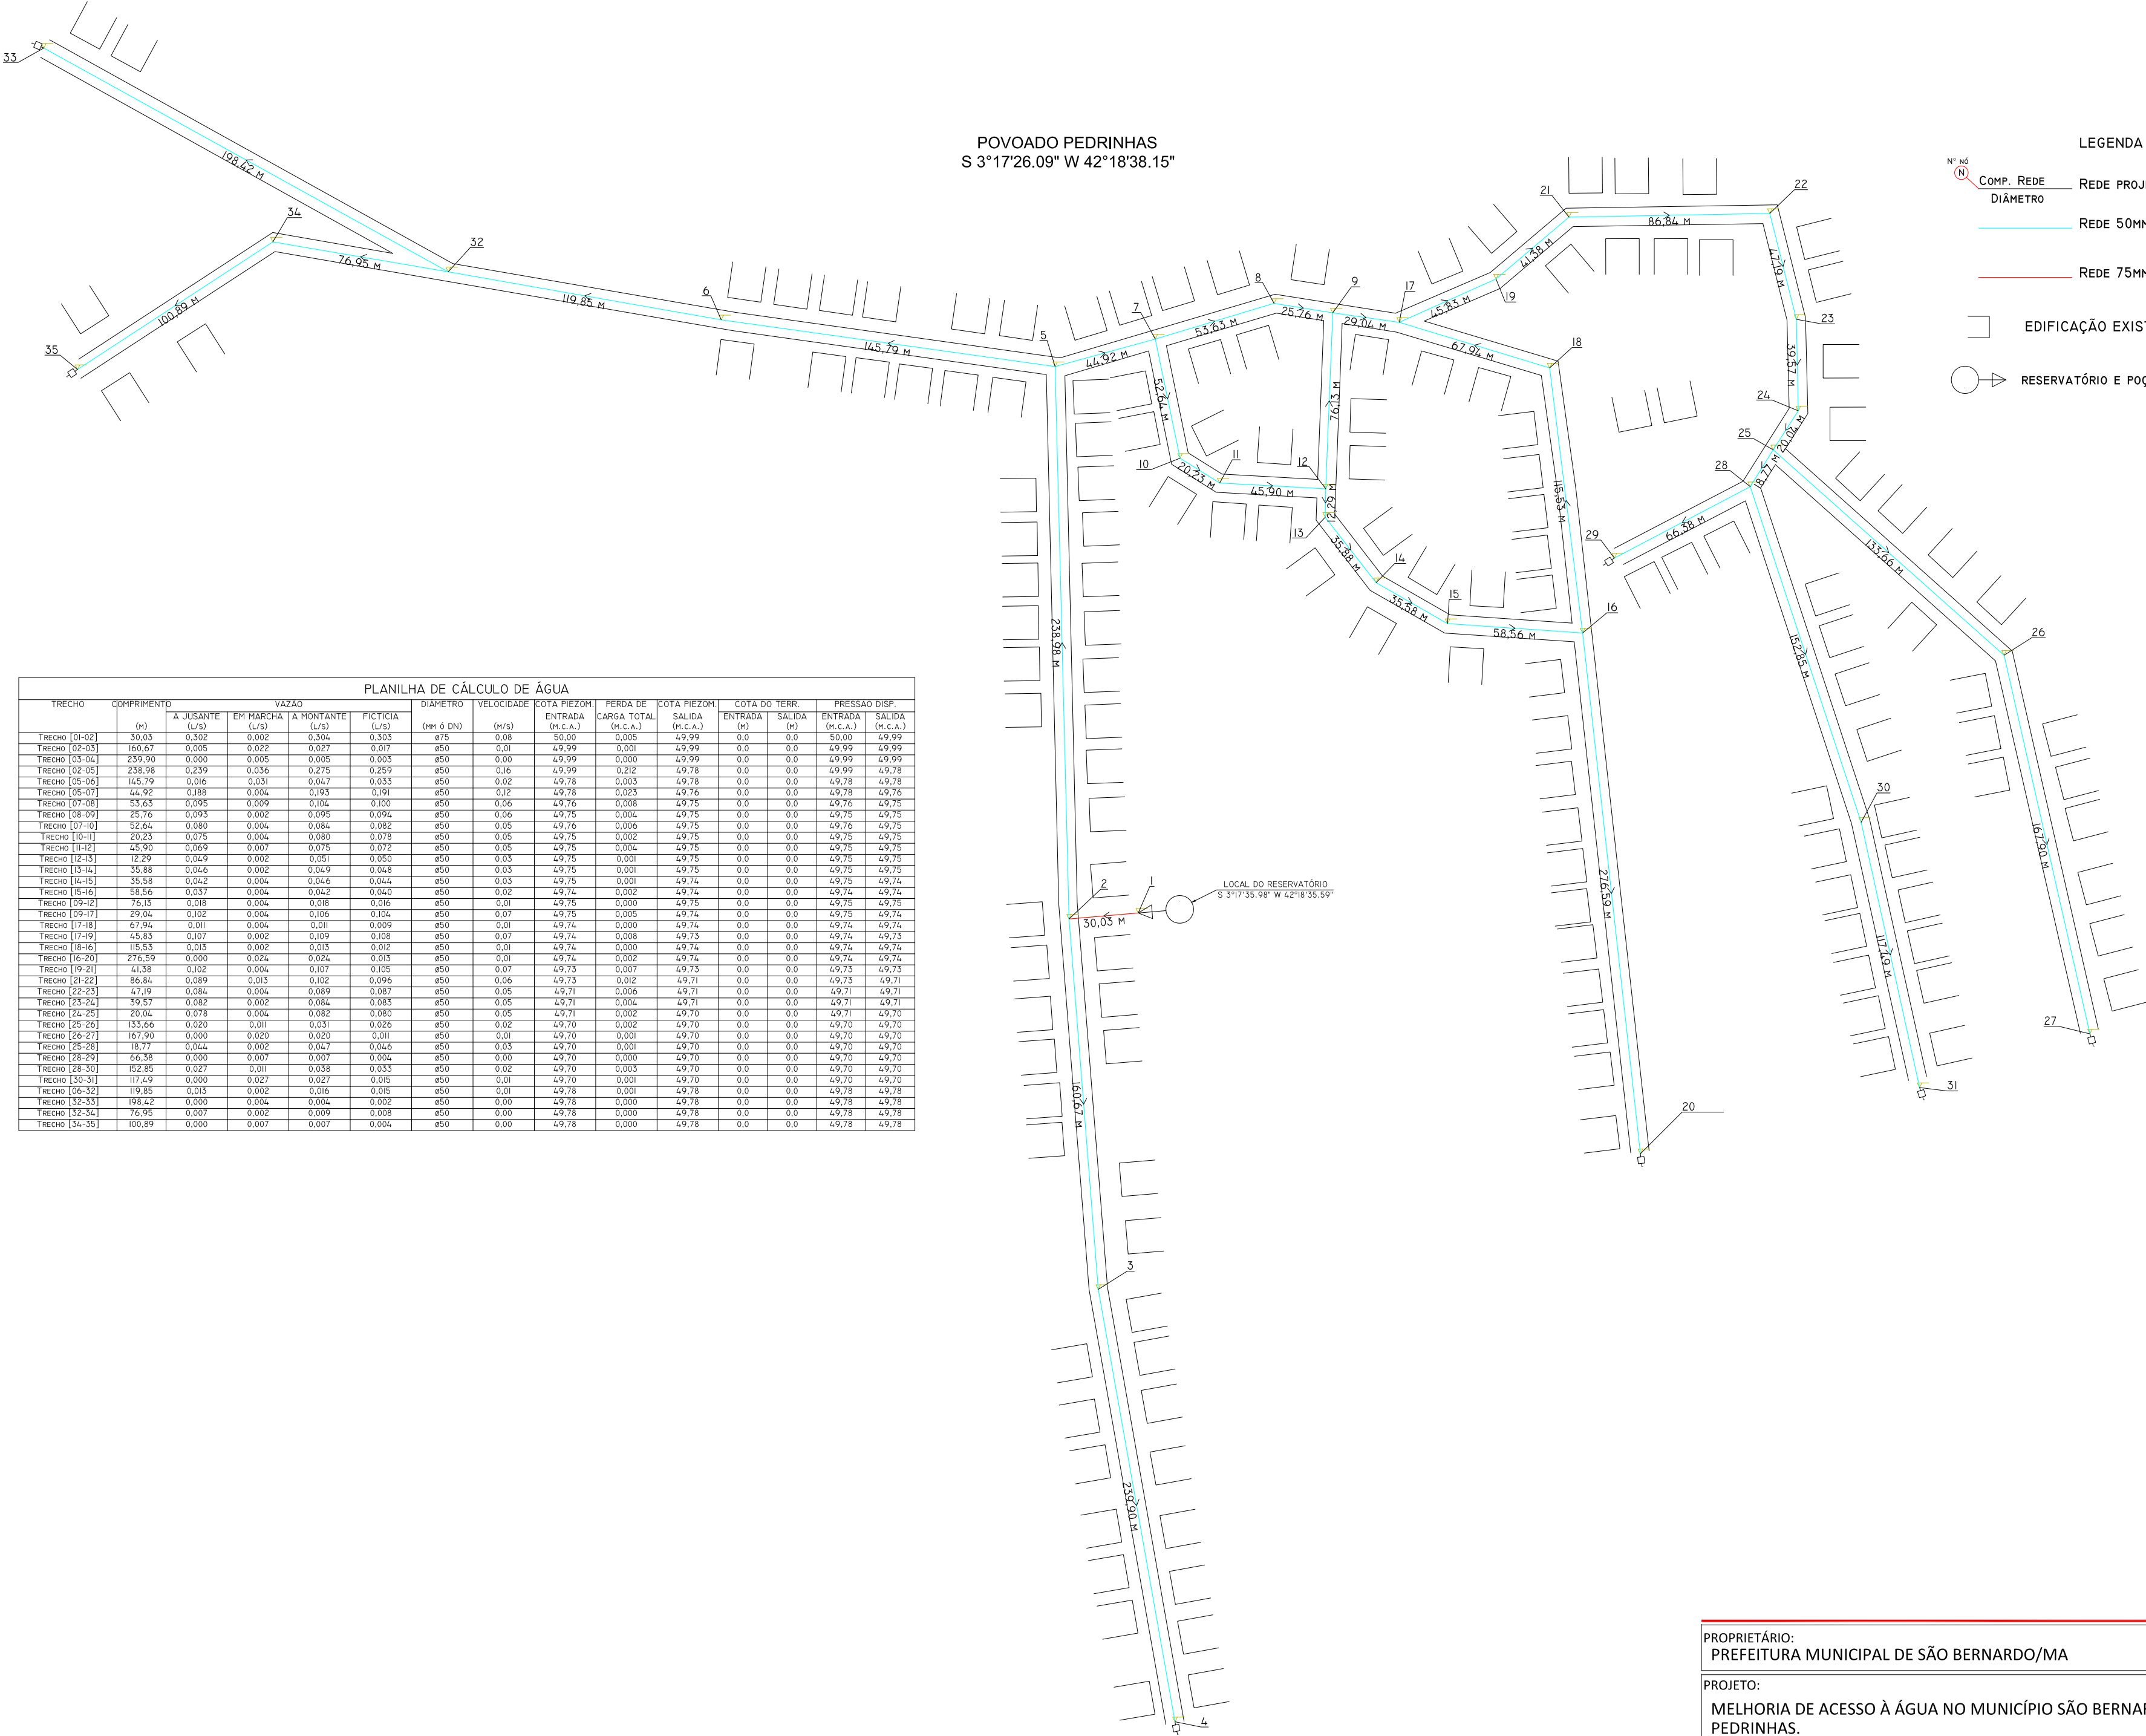 POVOADO PEDRINHAS
S 3°17'26.09" W 42°18'38.15"
LEGENDA
N° NÓ
N
COMP. REDE
DIÂMETRO
REDE
REDE
REDE
EDIFICAÇÃO
RESERVATÓRIO E
33
198,42 M
34
32
76,95 M
100,89 M
35
119,85 M
6
145,79 M
5
44,92 M
7
53,63 M
8
25,76 M
9
29,04 M
17
45,83 M
19
41,38 M
21
86,84 M
22
47,19 M
23
39,57 M
24
20,04 M
25
18,77 M
28
66,38 M
29
67,94 M
18
115,53 M
16
52,64 M
10
20,23 M
11
45,90 M
12
76,13 M
12,29 M
13
35,88 M
14
35,58 M
15
58,56 M
133,66 M
26
152,85 M
30
167,90 M
27
117,49 M
31
276,59 M
20
238,98 M
2
1
30,03 M
LOCAL DO RESERVATÓRIO
S 3°17'35.98" W 42°18'35.59"
160,67 M
3
239,90 M
4
PLANILHA DE CÁLCULO DE ÁGUA
TRECHO COMPRIMENTO VAZÃO DIÂMETRO VELOCIDADE COTA PIEZOM. PERDA DE COTA PIEZOM. COTA DO TERR. PRESSAO DISP.
A JUSANTE EM MARCHA A MONTANTE FICTICIA ENTRADA CARGA TOTAL SALIDA ENTRADA SALIDA ENTRADA SALIDA
(M) (L/S) (L/S) (L/S) (L/S) (MM Ó DN) (M/S) (M.C.A.) (M.C.A.) (M.C.A.) (M) (M) (M.C.A.) (M.C.A.)
TRECHO [01-02] 30,03 0,302 0,002 0,304 0,303 ø75 0,08 50,00 0,005 49,99 0,0 0,0 50,00 49,99
TRECHO [02-03] 160,67 0,005 0,022 0,027 0,017 ø50 0,01 49,99 0,001 49,99 0,0 0,0 49,99 49,99
TRECHO [03-04] 239,90 0,000 0,005 0,005 0,003 ø50 0,00 49,99 0,000 49,99 0,0 0,0 49,99 49,99
TRECHO [02-05] 238,98 0,239 0,036 0,275 0,259 ø50 0,16 49,99 0,212 49,78 0,0 0,0 49,99 49,78
TRECHO [05-06] 145,79 0,016 0,031 0,047 0,033 ø50 0,02 49,78 0,003 49,78 0,0 0,0 49,78 49,78
TRECHO [05-07] 44,92 0,188 0,004 0,193 0,191 ø50 0,12 49,78 0,023 49,76 0,0 0,0 49,78 49,76
TRECHO [07-08] 53,63 0,095 0,009 0,104 0,100 ø50 0,06 49,76 0,008 49,75 0,0 0,0 49,76 49,75
TRECHO [08-09] 25,76 0,093 0,002 0,095 0,094 ø50 0,06 49,75 0,004 49,75 0,0 0,0 49,75 49,75
TRECHO [07-10] 52,64 0,080 0,004 0,084 0,082 ø50 0,05 49,76 0,006 49,75 0,0 0,0 49,76 49,75
TRECHO [10-11] 20,23 0,075 0,004 0,080 0,078 ø50 0,05 49,75 0,002 49,75 0,0 0,0 49,75 49,75
TRECHO [11-12] 45,90 0,069 0,007 0,075 0,072 ø50 0,05 49,75 0,004 49,75 0,0 0,0 49,75 49,75
TRECHO [12-13] 12,29 0,049 0,002 0,051 0,050 ø50 0,03 49,75 0,001 49,75 0,0 0,0 49,75 49,75
TRECHO [13-14] 35,88 0,046 0,002 0,049 0,048 ø50 0,03 49,75 0,001 49,75 0,0 0,0 49,75 49,75
TRECHO [14-15] 35,58 0,042 0,004 0,046 0,044 ø50 0,03 49,75 0,001 49,74 0,0 0,0 49,75 49,74
TRECHO [15-16] 58,56 0,037 0,004 0,042 0,040 ø50 0,02 49,74 0,002 49,74 0,0 0,0 49,74 49,74
TRECHO [09-12] 76,13 0,018 0,004 0,018 0,016 ø50 0,01 49,75 0,000 49,75 0,0 0,0 49,75 49,75
TRECHO [09-17] 29,04 0,102 0,004 0,106 0,104 ø50 0,07 49,75 0,005 49,74 0,0 0,0 49,75 49,74
TRECHO [17-18] 67,94 0,011 0,004 0,011 0,009 ø50 0,01 49,74 0,000 49,74 0,0 0,0 49,74 49,74
TRECHO [17-19] 45,83 0,107 0,002 0,109 0,108 ø50 0,07 49,74 0,008 49,73 0,0 0,0 49,74 49,73
TRECHO [18-16] 115,53 0,013 0,002 0,013 0,012 ø50 0,01 49,74 0,000 49,74 0,0 0,0 49,74 49,74
TRECHO [16-20] 276,59 0,000 0,024 0,024 0,013 ø50 0,01 49,74 0,002 49,74 0,0 0,0 49,74 49,74
TRECHO [19-21] 41,38 0,102 0,004 0,107 0,105 ø50 0,07 49,73 0,007 49,73 0,0 0,0 49,73 49,73
TRECHO [21-22] 86,84 0,089 0,013 0,102 0,096 ø50 0,06 49,73 0,012 49,71 0,0 0,0 49,73 49,71
TRECHO [22-23] 47,19 0,084 0,004 0,089 0,087 ø50 0,05 49,71 0,006 49,71 0,0 0,0 49,71 49,71
TRECHO [23-24] 39,57 0,082 0,002 0,084 0,083 ø50 0,05 49,71 0,004 49,71 0,0 0,0 49,71 49,71
TRECHO [24-25] 20,04 0,078 0,004 0,082 0,080 ø50 0,05 49,71 0,002 49,70 0,0 0,0 49,71 49,70
TRECHO [25-26] 133,66 0,020 0,011 0,031 0,026 ø50 0,02 49,70 0,002 49,70 0,0 0,0 49,70 49,70
TRECHO [26-27] 167,90 0,000 0,020 0,020 0,011 ø50 0,01 49,70 0,001 49,70 0,0 0,0 49,70 49,70
TRECHO [25-28] 18,77 0,044 0,002 0,047 0,046 ø50 0,03 49,70 0,001 49,70 0,0 0,0 49,70 49,70
TRECHO [28-29] 66,38 0,000 0,007 0,007 0,004 ø50 0,00 49,70 0,000 49,70 0,0 0,0 49,70 49,70
TRECHO [28-30] 152,85 0,027 0,011 0,038 0,033 ø50 0,02 49,70 0,003 49,70 0,0 0,0 49,70 49,70
TRECHO [30-31] 117,49 0,000 0,027 0,027 0,015 ø50 0,01 49,70 0,001 49,70 0,0 0,0 49,70 49,70
TRECHO [06-32] 119,85 0,013 0,002 0,016 0,015 ø50 0,01 49,78 0,001 49,78 0,0 0,0 49,78 49,78
TRECHO [32-33] 198,42 0,000 0,004 0,004 0,002 ø50 0,00 49,78 0,000 49,78 0,0 0,0 49,78 49,78
TRECHO [32-34] 76,95 0,007 0,002 0,009 0,008 ø50 0,00 49,78 0,000 49,78 0,0 0,0 49,78 49,78
TRECHO [34-35] 100,89 0,000 0,007 0,007 0,004 ø50 0,00 49,78 0,000 49,78 0,0 0,0 49,78 49,78
PROPRIETÁRIO:
PREFEITURA MUNICIPAL DE SÃO BERNARDO/MA
PROJETO:
MELHORIA DE ACESSO À ÁGUA NO MUNICÍPIO SÃO
PEDRINHAS.